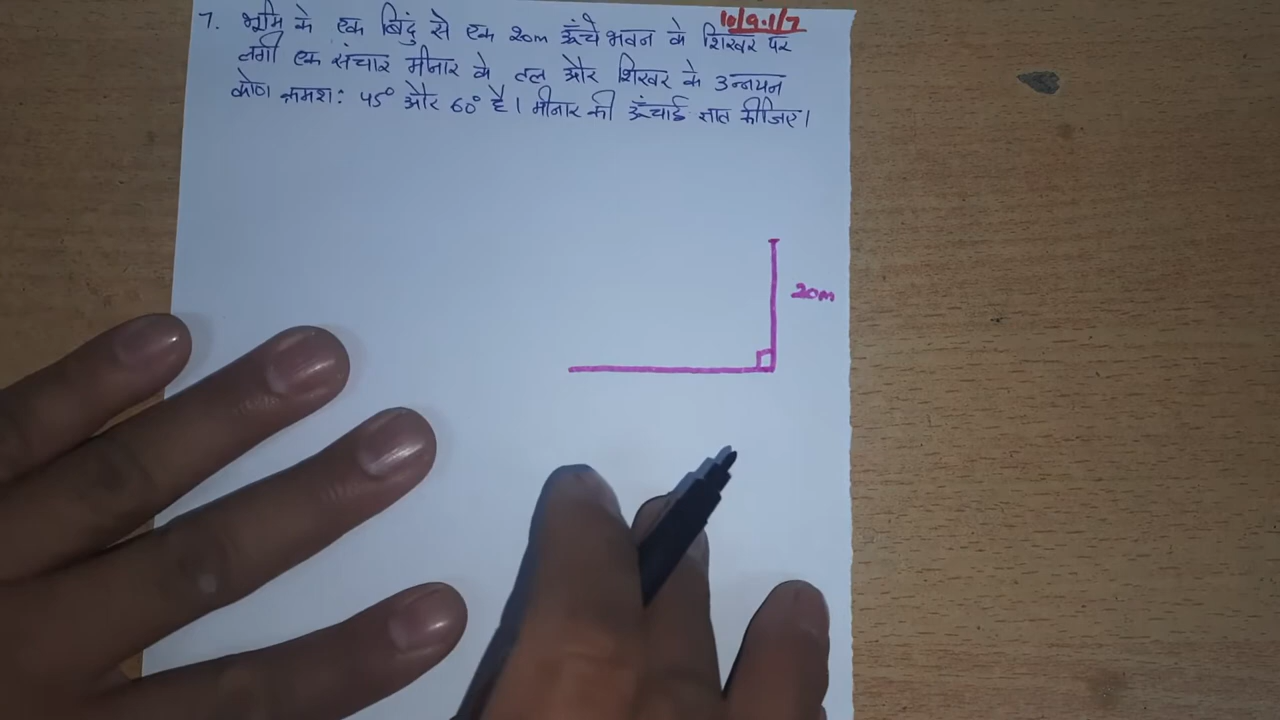 10/9.1/7
7. भूमि के एक बिंदु से एक 20m ऊँचे भवन के शिखर पर
लगी एक संचार मीनार के तल और शिखर के उन्नयन
कोण क्रमश: 45° और 60° है। मीनार की ऊँचाई ज्ञात कीजिए।
20m